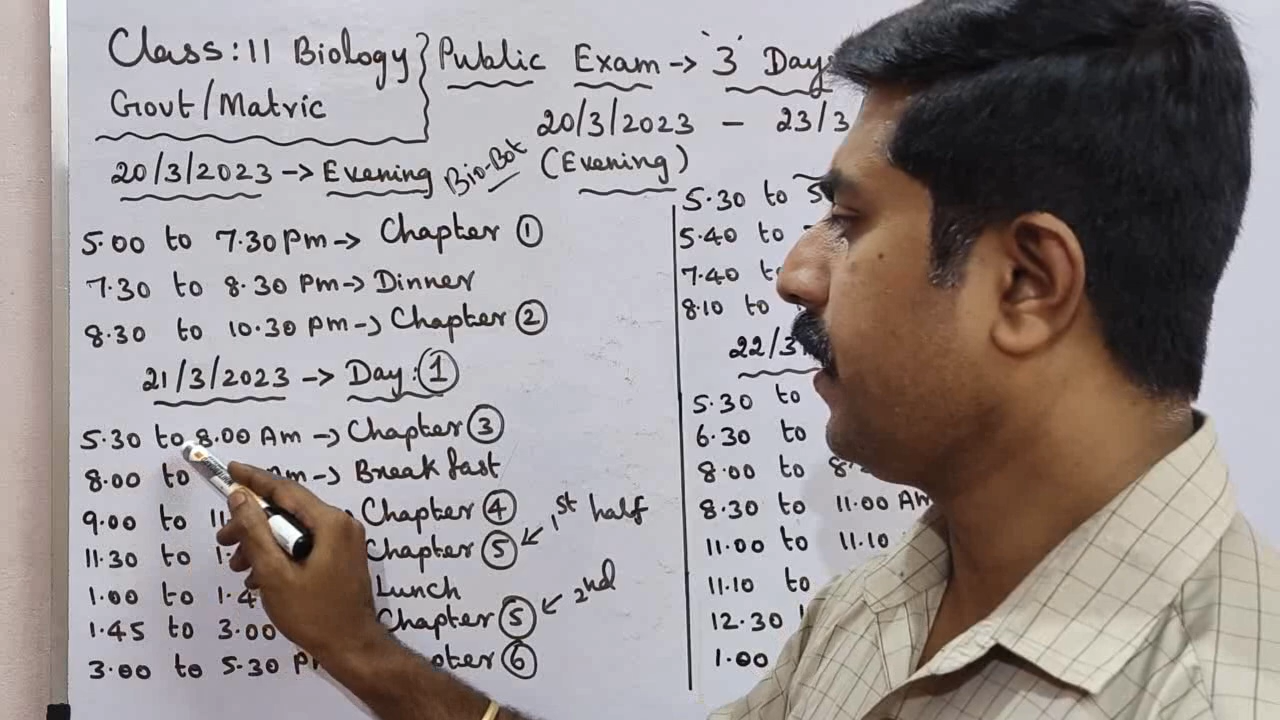 Class: 11 Biology
Govt/Matric
Public Exam → '3' Days
20/3/2023 - 23/3
(Evening)
20/3/2023 → Evening
Bio-Bot
5.00 to 7.30 Pm → Chapter ①
7.30 to 8.30 Pm → Dinner
8.30 to 10.30 Pm → Chapter ②
21/3/2023 → Day: ①
5.30 to 8.00 Am → Chapter ③
8.00 to Am → Breakfast
9.00 to Chapter ④
11.30 to Chapter ⑤ ← 1st half
1.00 to Lunch
1.45 to 3.00 Chapter ⑤ ← 2nd
3.00 to 5.30 Chapter ⑥
5.30 to
5.40 to
7.40 to
8.10 to
22/3
5.30 to
6.30 to
8.00 to
8.30 to 11.00 Am
11.00 to 11.10
11.10 to
12.30
1.00